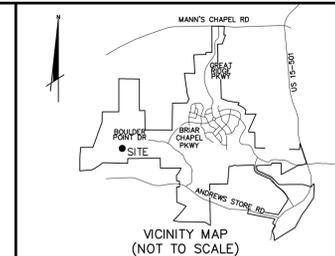 N
MANN'S CHAPEL RD
GREAT
RIDGE
PKWY
US 15-501
BOULDER
POINT DR
BRIAR
CHAPEL
PKWY
SITE
ANDREWS STORE RD
VICINITY MAP
(NOT TO SCALE)